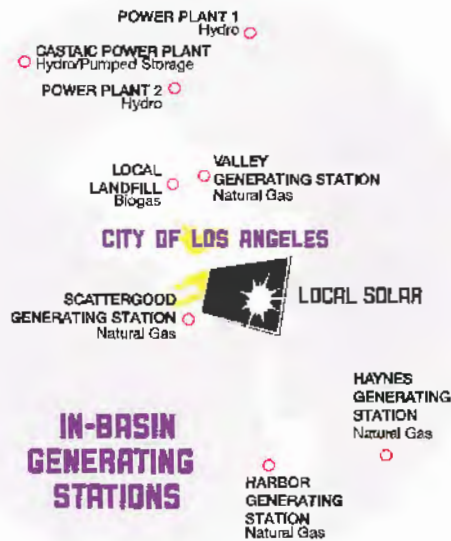 POWER PLANT 1
Hydro
CASTAIC POWER PLANT
Hydro/Pumped Storage
POWER PLANT 2
Hydro
LOCAL
LANDFILL
Biogas
VALLEY
GENERATING STATION
Natural Gas
CITY OF LOS ANGELES
LOCAL SOLAR
SCATTERGOOD
GENERATING STATION
Natural Gas
HAYNES
GENERATING
STATION
Natural Gas
IN-BASIN
GENERATING
STATIONS
HARBOR
GENERATING
STATION
Natural Gas